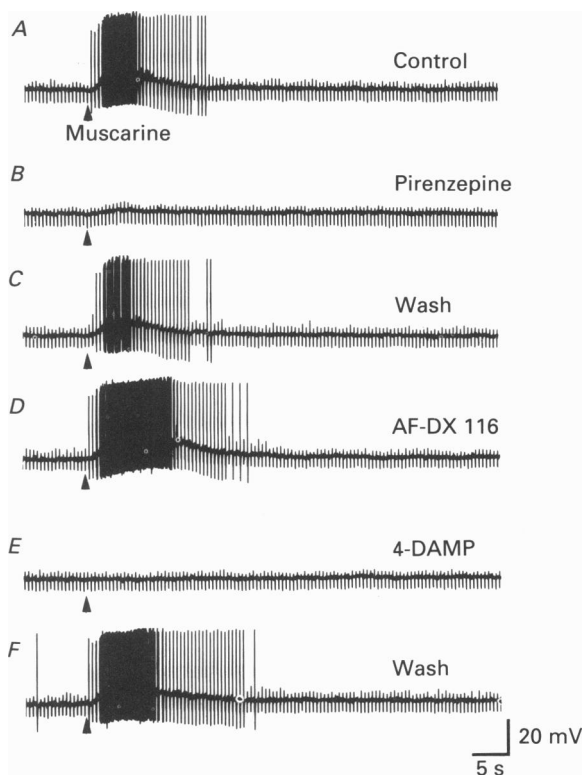 A
Control
Muscarine
B
Pirenzepine
C
Wash
D
AF-DX 116
E
4-DAMP
F
Wash
20 mV
5 s